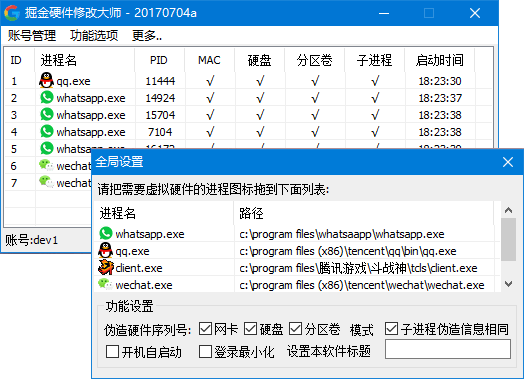 掘金硬件修改大师 - 20170704a
账号管理 功能选项 更多..
ID 进程名 PID MAC 硬盘 分区卷 子进程 启动时间
1 qq.exe 11444 √ √ √ √ 18:23:30
2 whatsapp.exe 14924 √ √ √ √ 18:23:37
3 whatsapp.exe 15704 √ √ √ √ 18:23:38
4 whatsapp.exe 7104 √ √ √ √ 18:23:38
5 whatsapp.exe 16172 √ √ √ √ 18:23:39
6 wechat
7 wechat
账号:dev1
全局设置
请把需要虚拟硬件的进程图标拖到下面列表:
进程名 路径
whatsapp.exe c:\program files\whatsaapp\whatsapp.exe
qq.exe c:\program files (x86)\tencent\qq\bin\qq.exe
client.exe c:\program files\腾讯游戏\斗战神\tcls\client.exe
wechat.exe c:\program files (x86)\tencent\wechat\wechat.exe
功能设置
伪造硬件序列号: 网卡 硬盘 分区卷 模式 子进程伪造信息相同
开机自启动 登录最小化 设置本软件标题